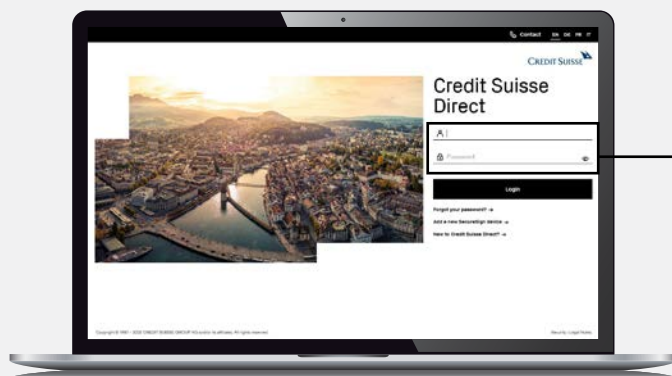 Contact EN DE FR IT
CREDIT SUISSE
Credit Suisse
Direct
Password
Login
Forgot your password?
Add a new SecureSign device
New to Credit Suisse Direct?